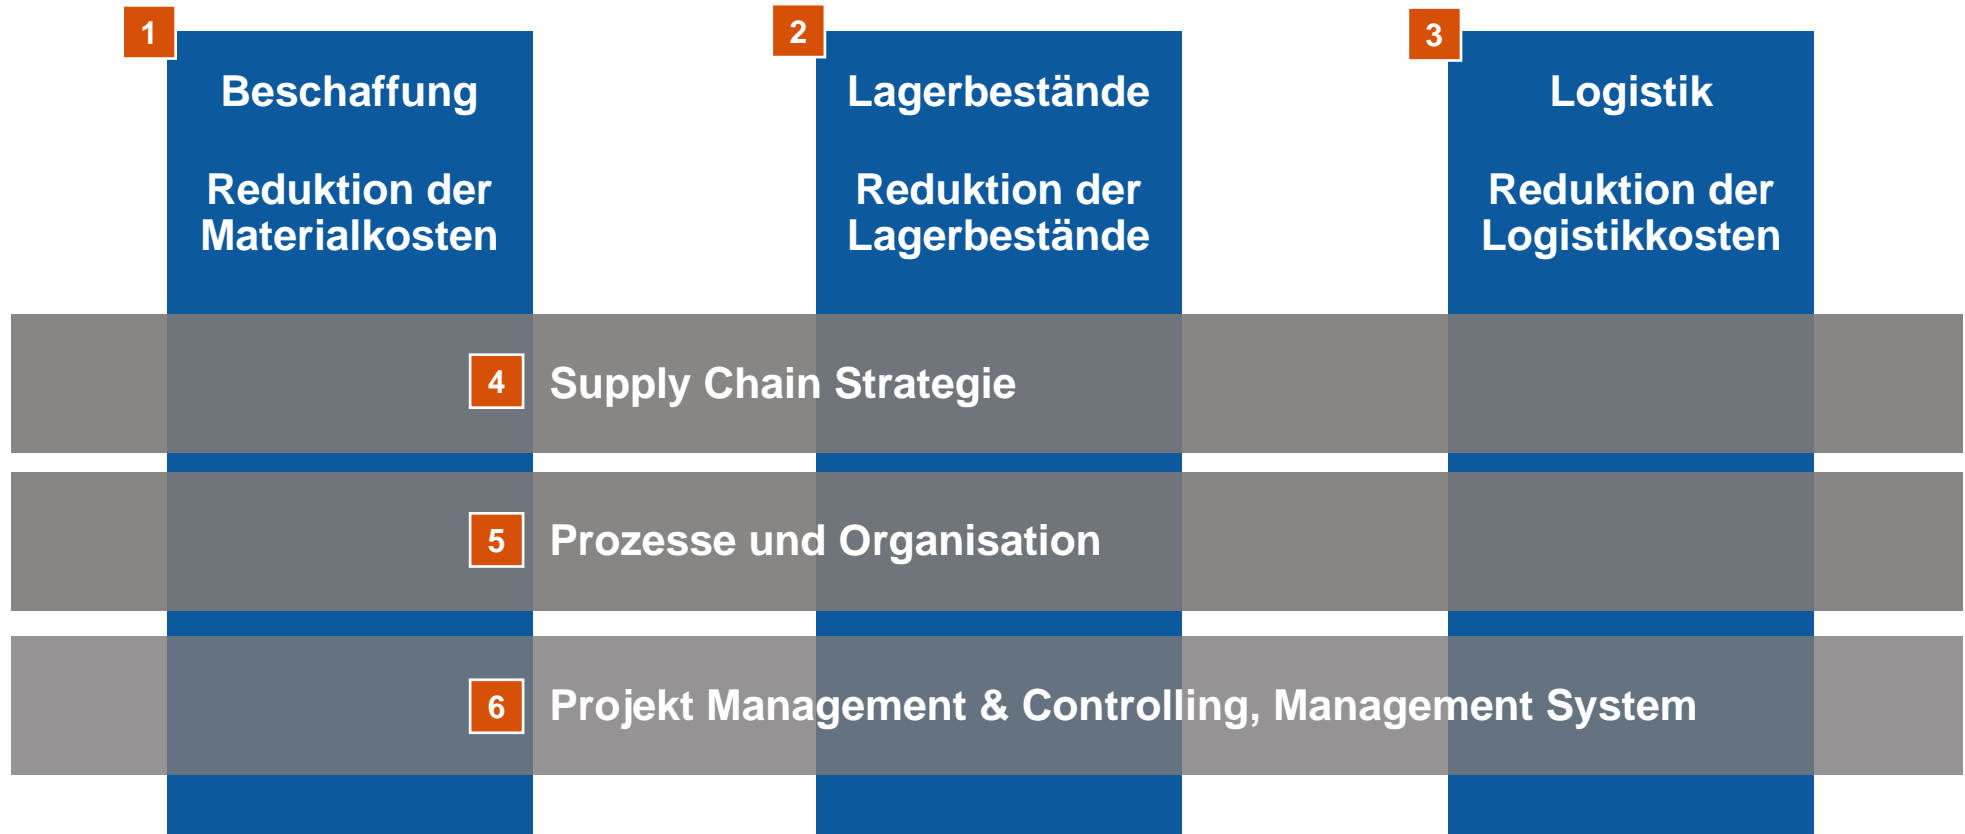 1
Beschaffung
Reduktion der
Materialkosten
2
Lagerbestände
Reduktion der
Lagerbestände
3
Logistik
Reduktion der
Logistikkosten
4 Supply Chain Strategie
5 Prozesse und Organisation
6 Projekt Management & Controlling, Management System